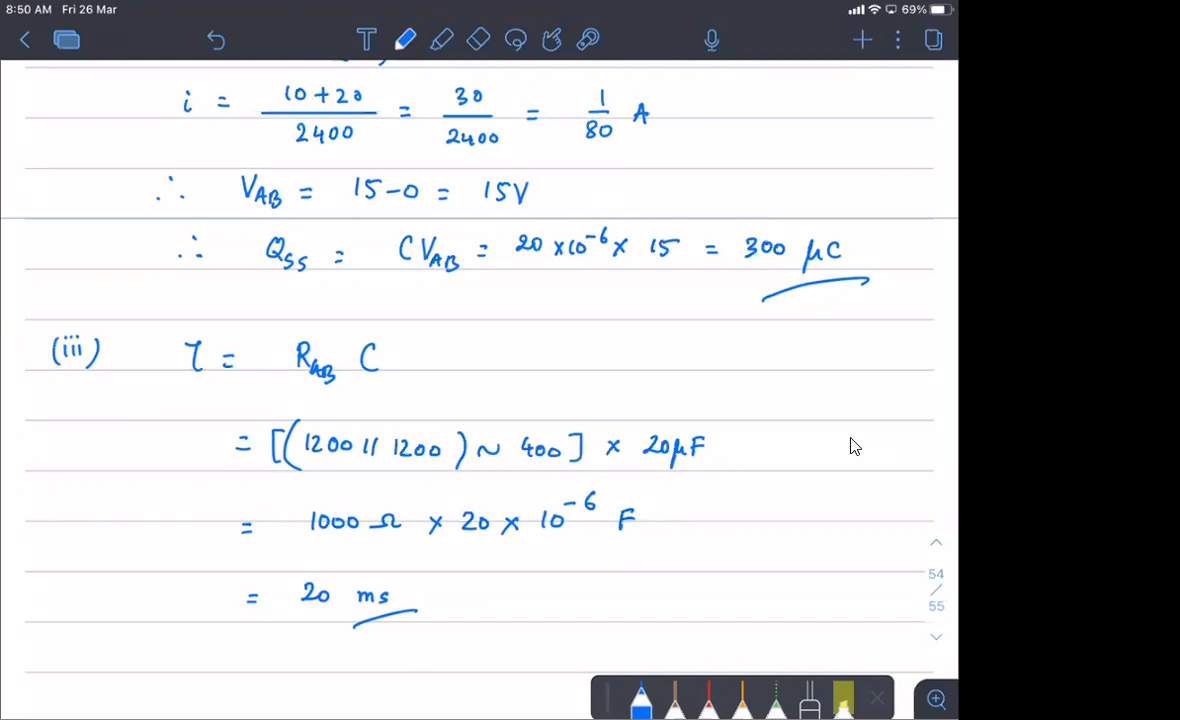 8:50 AM Fri 26 Mar 69%
i = 10+20 / 2400 = 30 / 2400 = 1 / 80 A
∴ V_AB = 15-0 = 15V
∴ Q_SS = CV_AB = 20 ×10^-6 × 15 = 300 μC
(iii) τ = R_AB C
= [(1200 // 1200) ~ 400] × 20μF
= 1000 Ω × 20 × 10^-6 F
= 20 ms
54 / 55